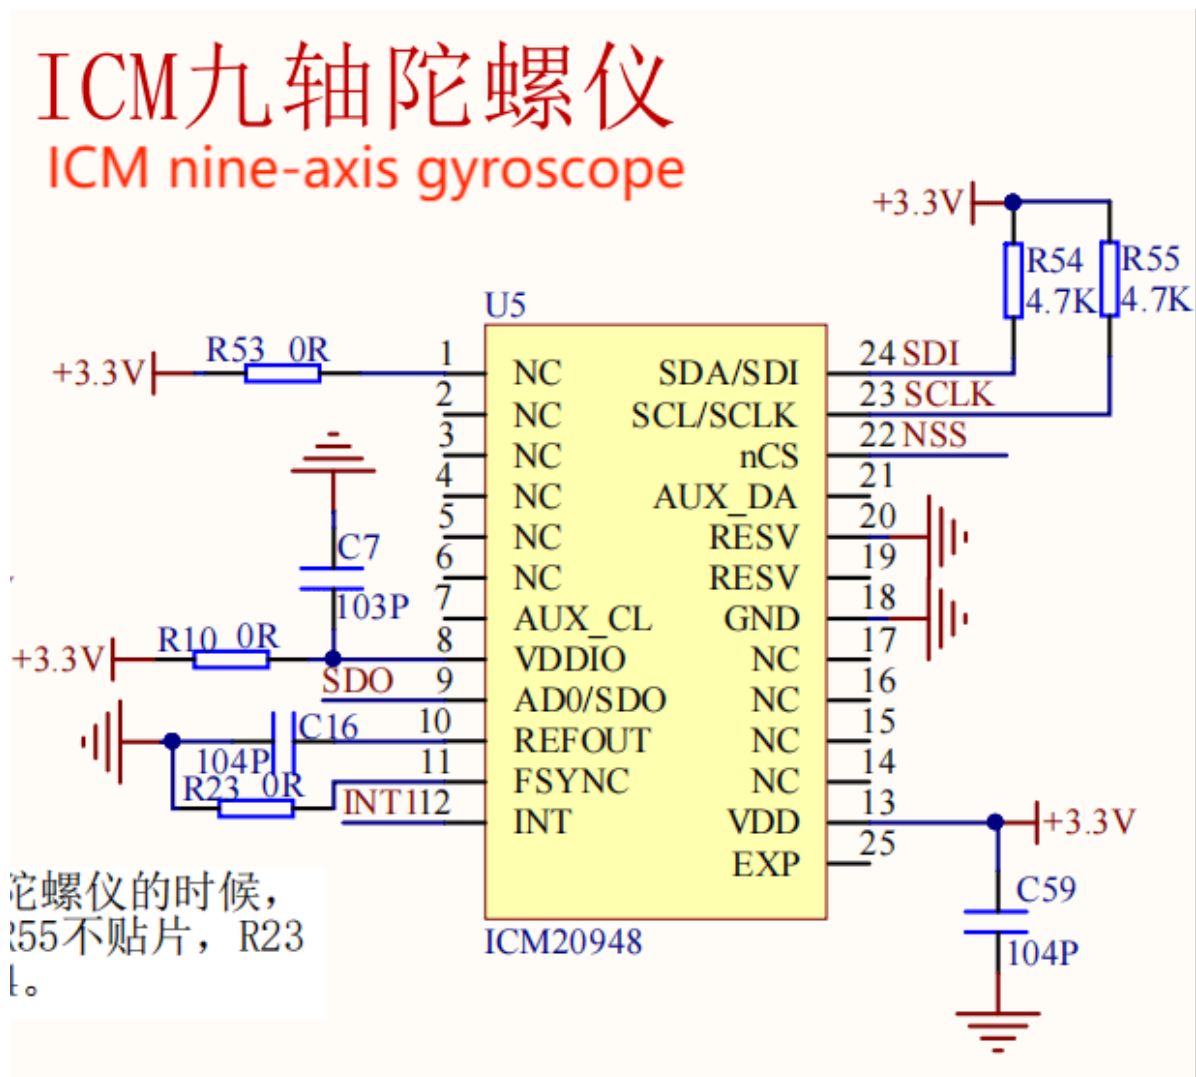 ICM九轴陀螺仪
ICM nine-axis gyroscope
+3.3V
R54
4.7K
R55
4.7K
U5
R53 0R
+3.3V
1 NC
2 NC
3 NC
4 NC
5 NC
6 NC
7 AUX_CL
8 VDDIO
9 AD0/SDO
10 REFOUT
11 FSYNC
12 INT
SDA/SDI 24 SDI
SCL/SCLK 23 SCLK
nCS 22 NSS
AUX_DA 21
RESV 20
RESV 19
GND 18
NC 17
NC 16
NC 15
NC 14
VDD 13
EXP 25
C7
103P
R10 0R
+3.3V
SDO
C16
104P
R23 0R
INT1
+3.3V
C59
104P
ICM20948
陀螺仪的时候，
R55不贴片，R23
。